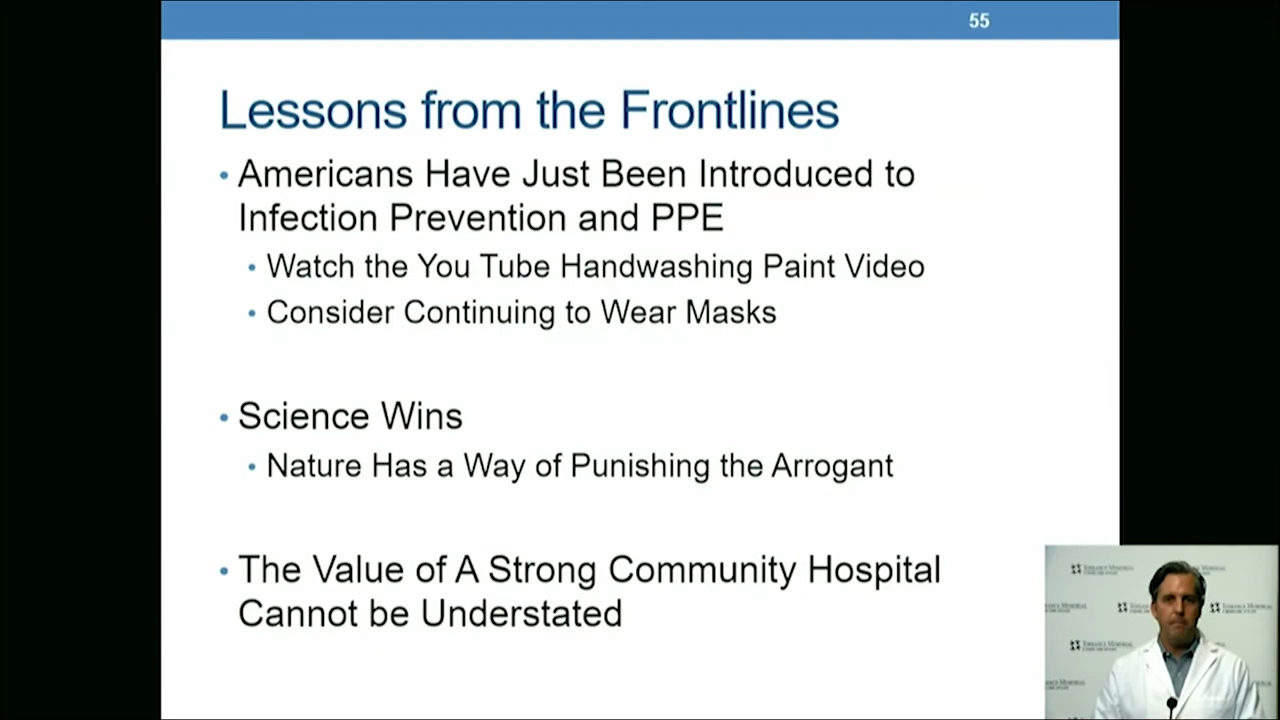 55
Lessons from the Frontlines
• Americans Have Just Been Introduced to
Infection Prevention and PPE
• Watch the You Tube Handwashing Paint Video
• Consider Continuing to Wear Masks
• Science Wins
• Nature Has a Way of Punishing the Arrogant
• The Value of A Strong Community Hospital
Cannot be Understated
TORRANCE MEMORIAL